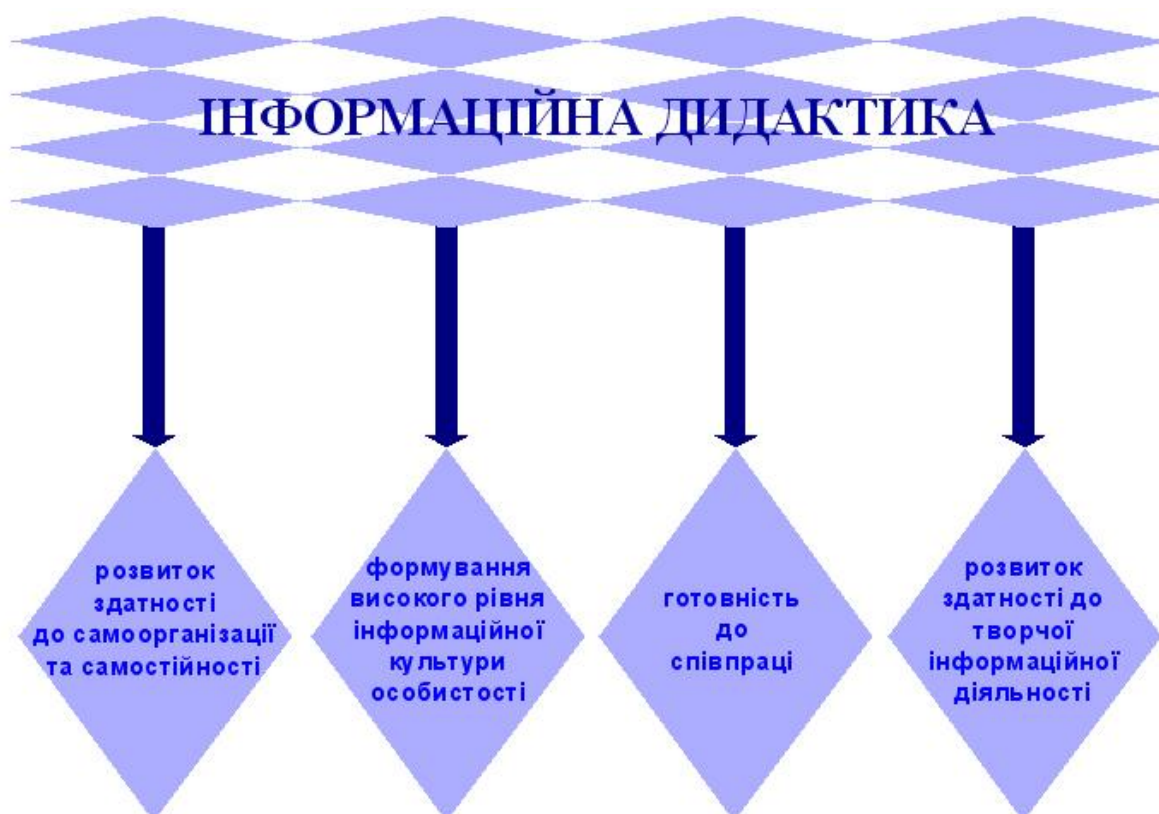 ІНФОРМАЦІЙНА ДИДАКТИКА
розвиток
здатності
до самоорганізації
та самостійності
формування
високого рівня
інформаційної
культури
особистості
готовність
до
співпраці
розвиток
здатності до
творчої
інформаційної
діяльності